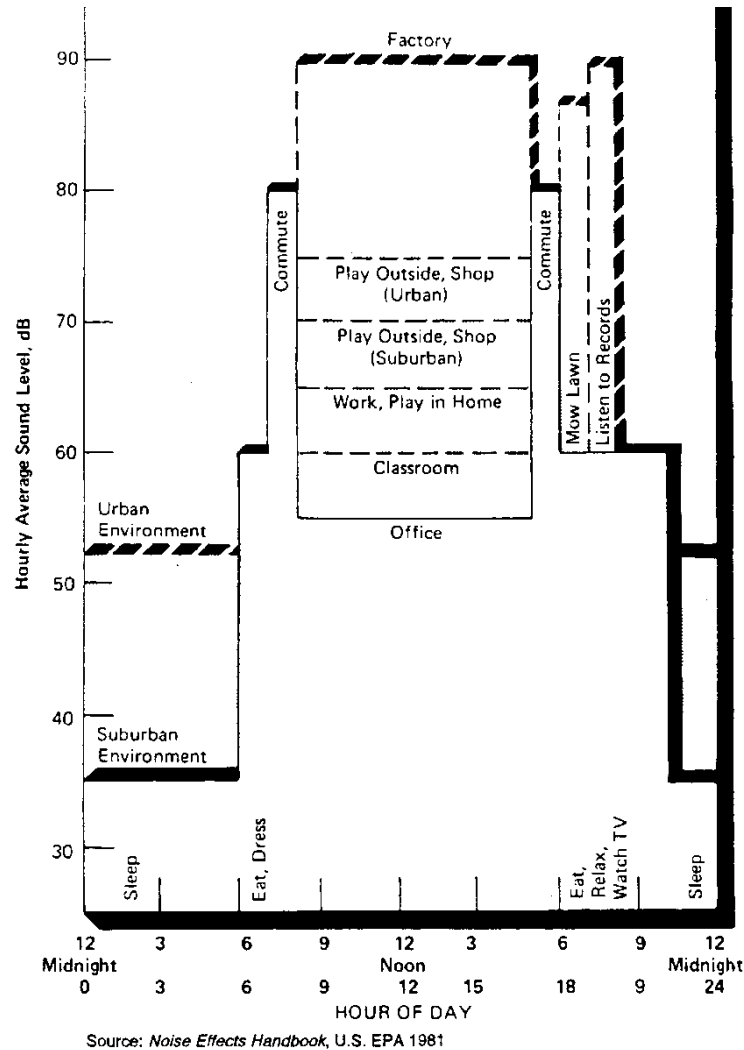 Factory
90
80
70
60
50
40
30
Hourly Average Sound Level, dB
Commute
Play Outside, Shop
(Urban)
Play Outside, Shop
(Suburban)
Work, Play in Home
Classroom
Office
Commute
Mow Lawn
Listen to Records
Urban
Environment
Suburban
Environment
Sleep
Eat, Dress
Eat,
Relax,
Watch TV
Sleep
12 3 6 9 12 3 6 9 12
Midnight Noon Midnight
0 3 6 9 12 15 18 9 24
HOUR OF DAY
Source: Noise Effects Handbook, U.S. EPA 1981